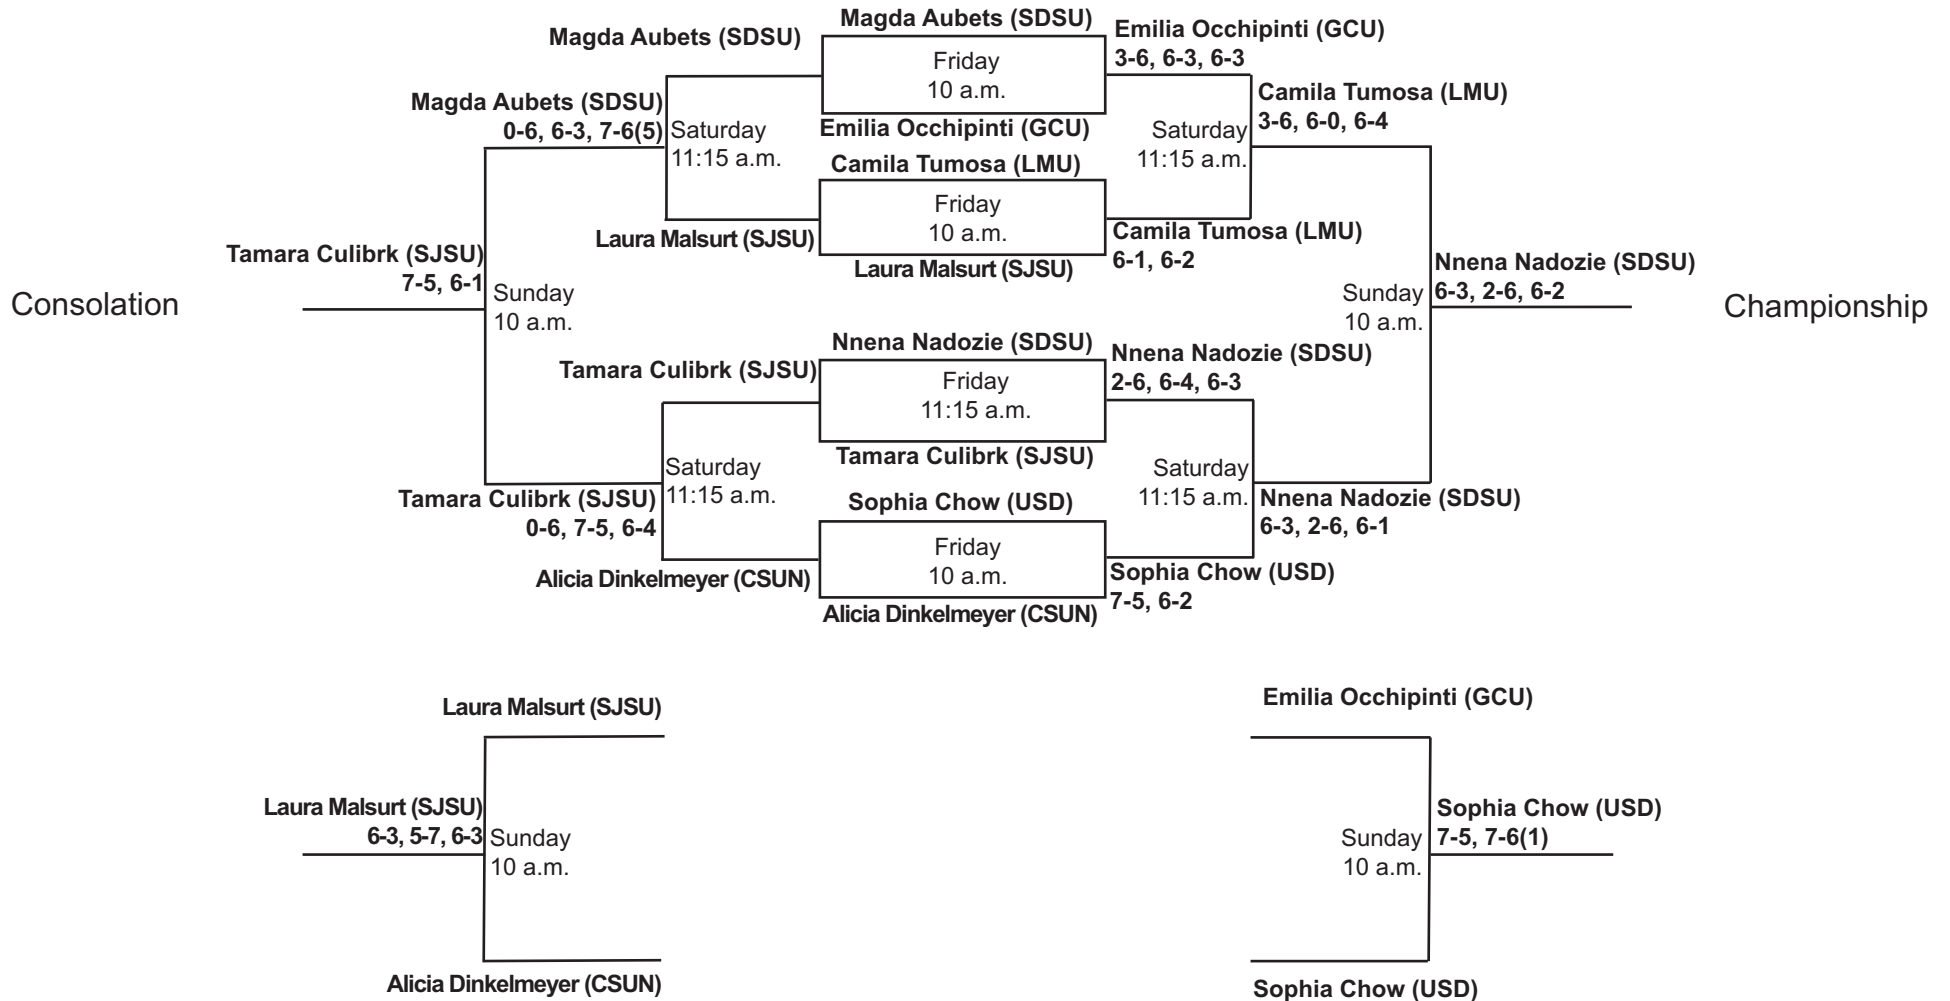 Magda Aubets (SDSU)
Magda Aubets (SDSU)
Emilia Occhipinti (GCU)
3-6, 6-3, 6-3
Friday
10 a.m.
Magda Aubets (SDSU)
0-6, 6-3, 7-6(5)
Camila Tumosa (LMU)
3-6, 6-0, 6-4
Saturday
11:15 a.m.
Emilia Occhipinti (GCU)
Saturday
11:15 a.m.
Camila Tumosa (LMU)
Friday
10 a.m.
Laura Malsurt (SJSU)
Camila Tumosa (LMU)
6-1, 6-2
Laura Malsurt (SJSU)
Tamara Culibrk (SJSU)
7-5, 6-1
Nnena Nadozie (SDSU)
6-3, 2-6, 6-2
Consolation
Sunday
10 a.m.
Sunday
10 a.m.
Championship
Nnena Nadozie (SDSU)
Tamara Culibrk (SJSU)
Nnena Nadozie (SDSU)
2-6, 6-4, 6-3
Friday
11:15 a.m.
Tamara Culibrk (SJSU)
Saturday
11:15 a.m.
Saturday
11:15 a.m.
Tamara Culibrk (SJSU)
0-6, 7-5, 6-4
Sophia Chow (USD)
Nnena Nadozie (SDSU)
6-3, 2-6, 6-1
Friday
10 a.m.
Alicia Dinkelmeyer (CSUN)
Sophia Chow (USD)
7-5, 6-2
Alicia Dinkelmeyer (CSUN)
Laura Malsurt (SJSU)
Emilia Occhipinti (GCU)
Laura Malsurt (SJSU)
6-3, 5-7, 6-3
Sunday
10 a.m.
Sunday
10 a.m.
Sophia Chow (USD)
7-5, 7-6(1)
Alicia Dinkelmeyer (CSUN)
Sophia Chow (USD)